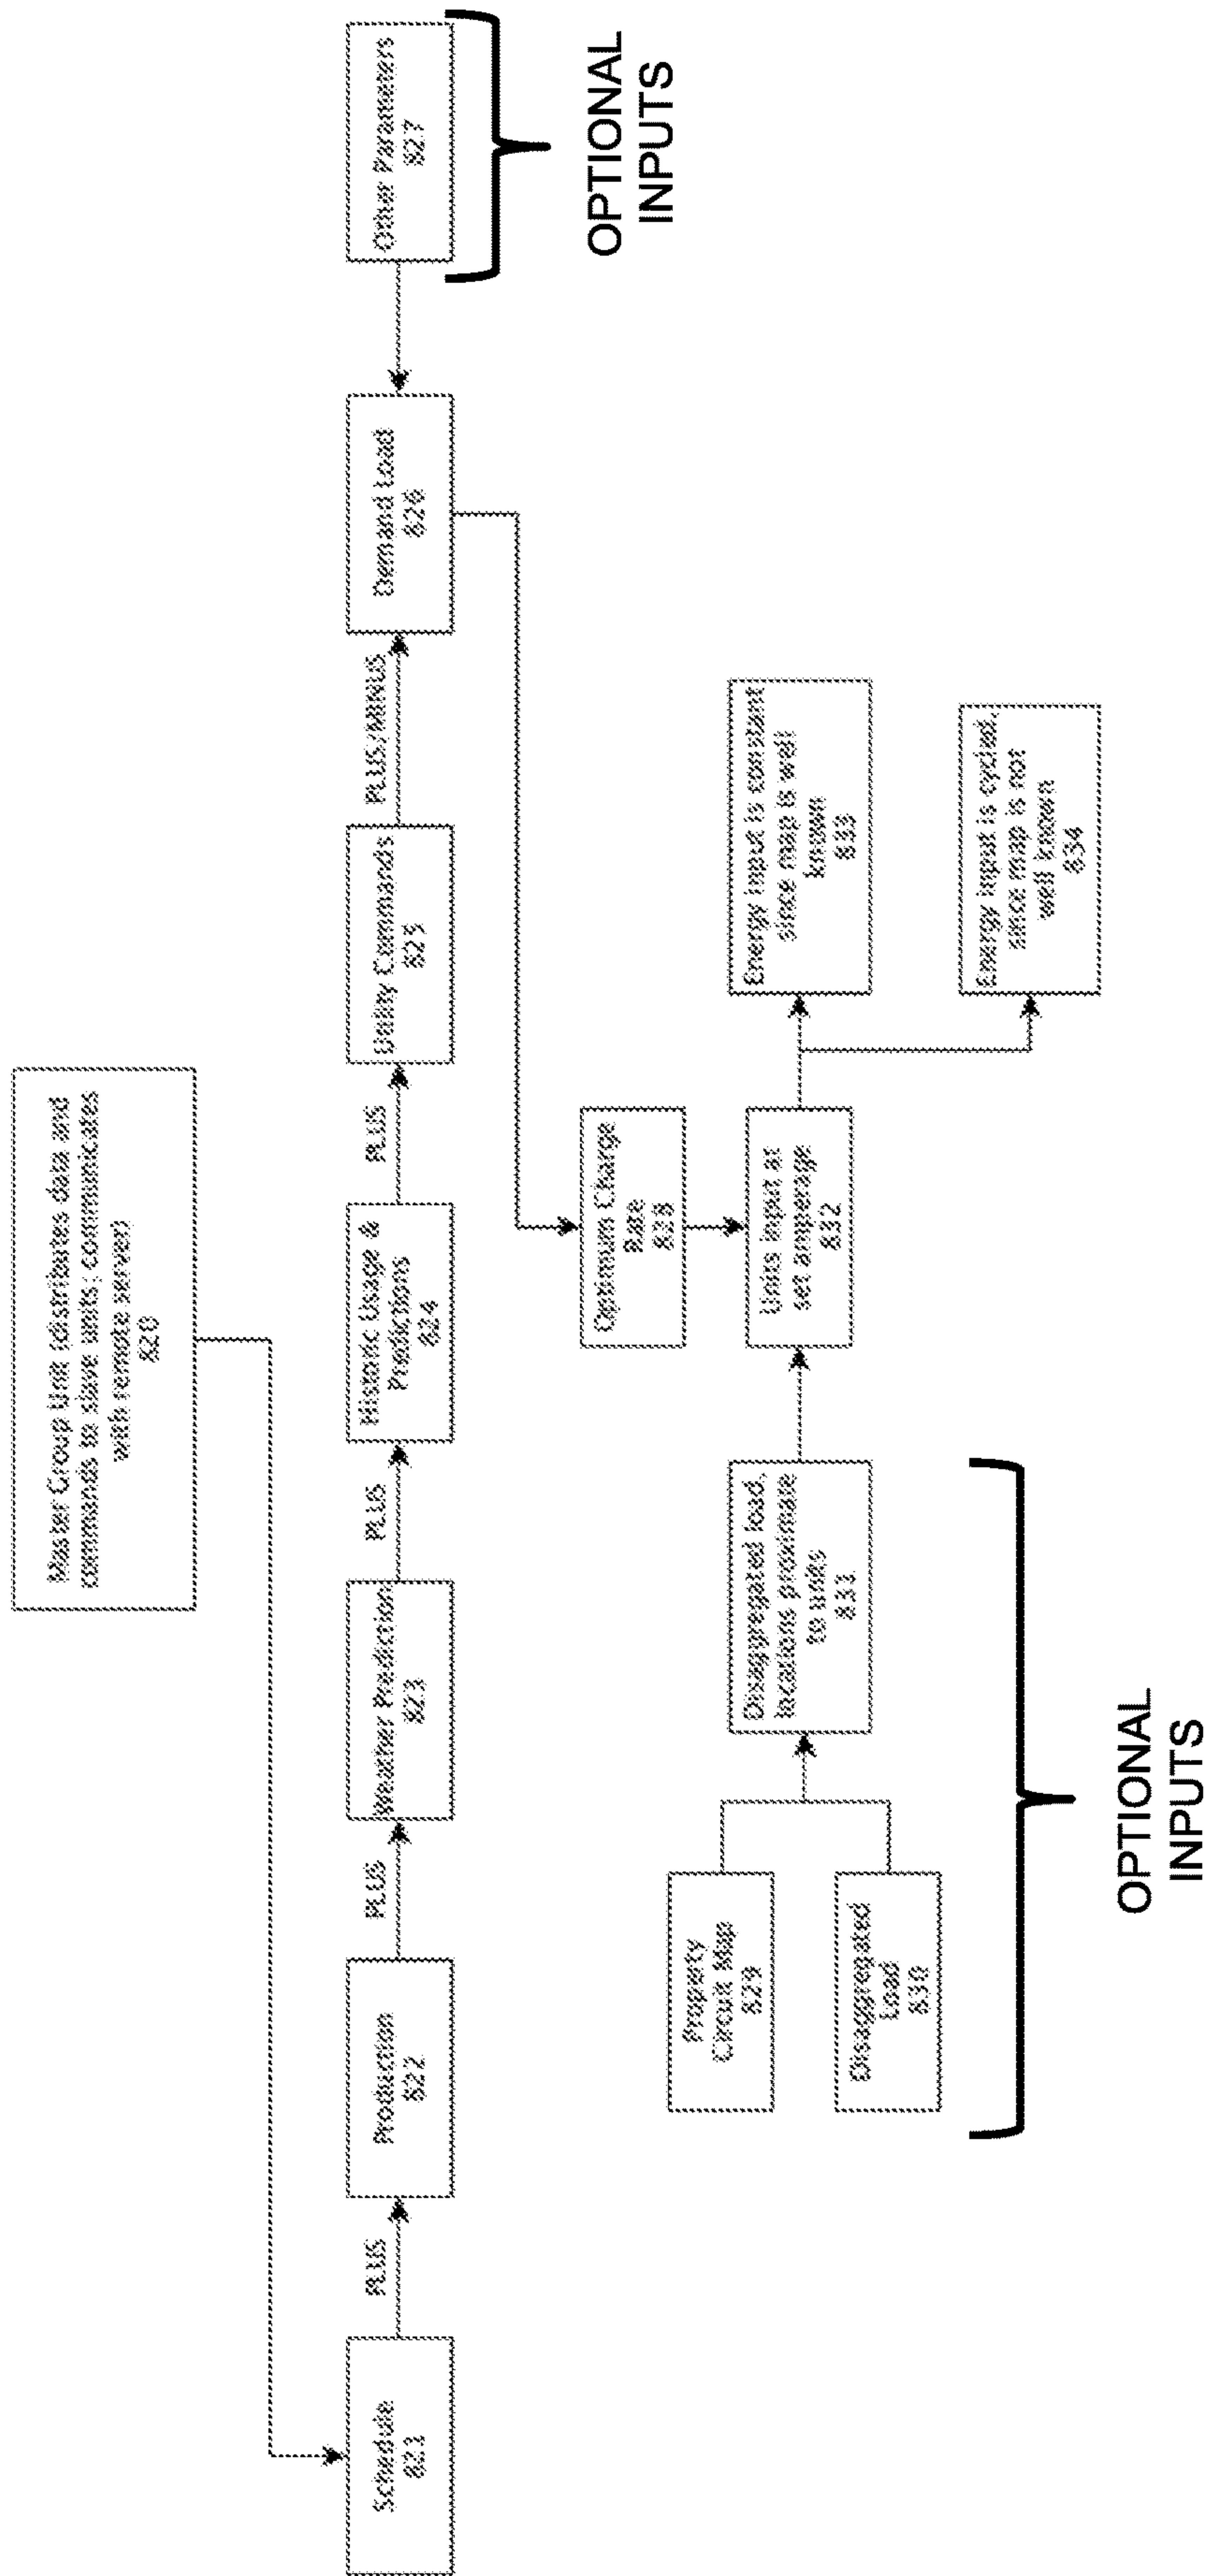 Master Group Unit (distributes data and
commands to slave units; communicates
with remote server)
820
Schedule
821
PLUS
Production
822
PLUS
Weather Prediction
823
PLUS
Historic Usage &
Predictions
824
PLUS
Utility Commands
825
PLUS/MINUS
Demand Load
826
Other Parameters
827
OPTIONAL
INPUTS
Optimum Charge
Rate
828
Property
Circuit Map
829
Disaggregated
Load
830
Disaggregated load,
locations proximate
to units
831
Units input at
set amperage
832
Energy input is constant
since map is well
known
833
Energy input is cycled,
since map is not
well known
834
OPTIONAL
INPUTS